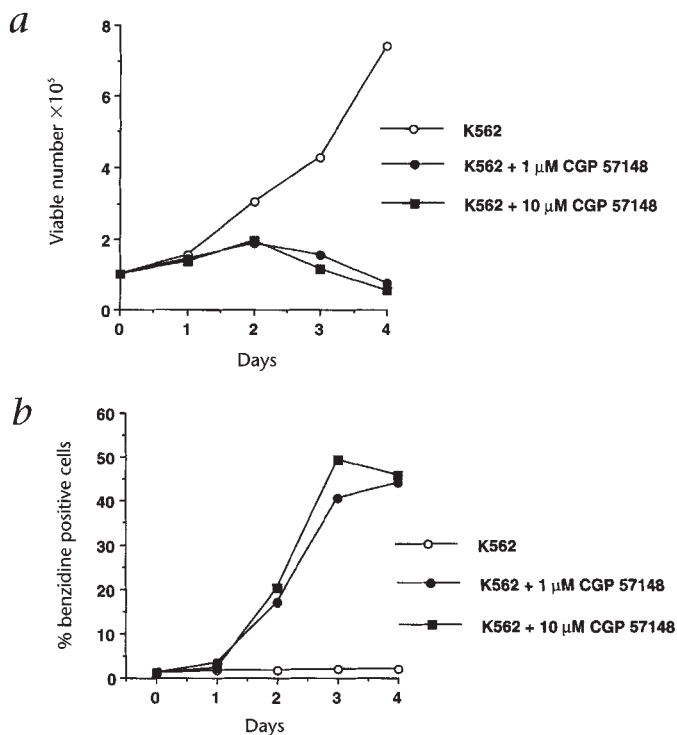 a
Viable number ×10⁵
8
6
4
2
0
0 1 2 3 4
Days
K562
K562 + 1 μM CGP 57148
K562 + 10 μM CGP 57148
b
% benzidine positive cells
60
50
40
30
20
10
0
0 1 2 3 4
Days
K562
K562 + 1 μM CGP 57148
K562 + 10 μM CGP 57148